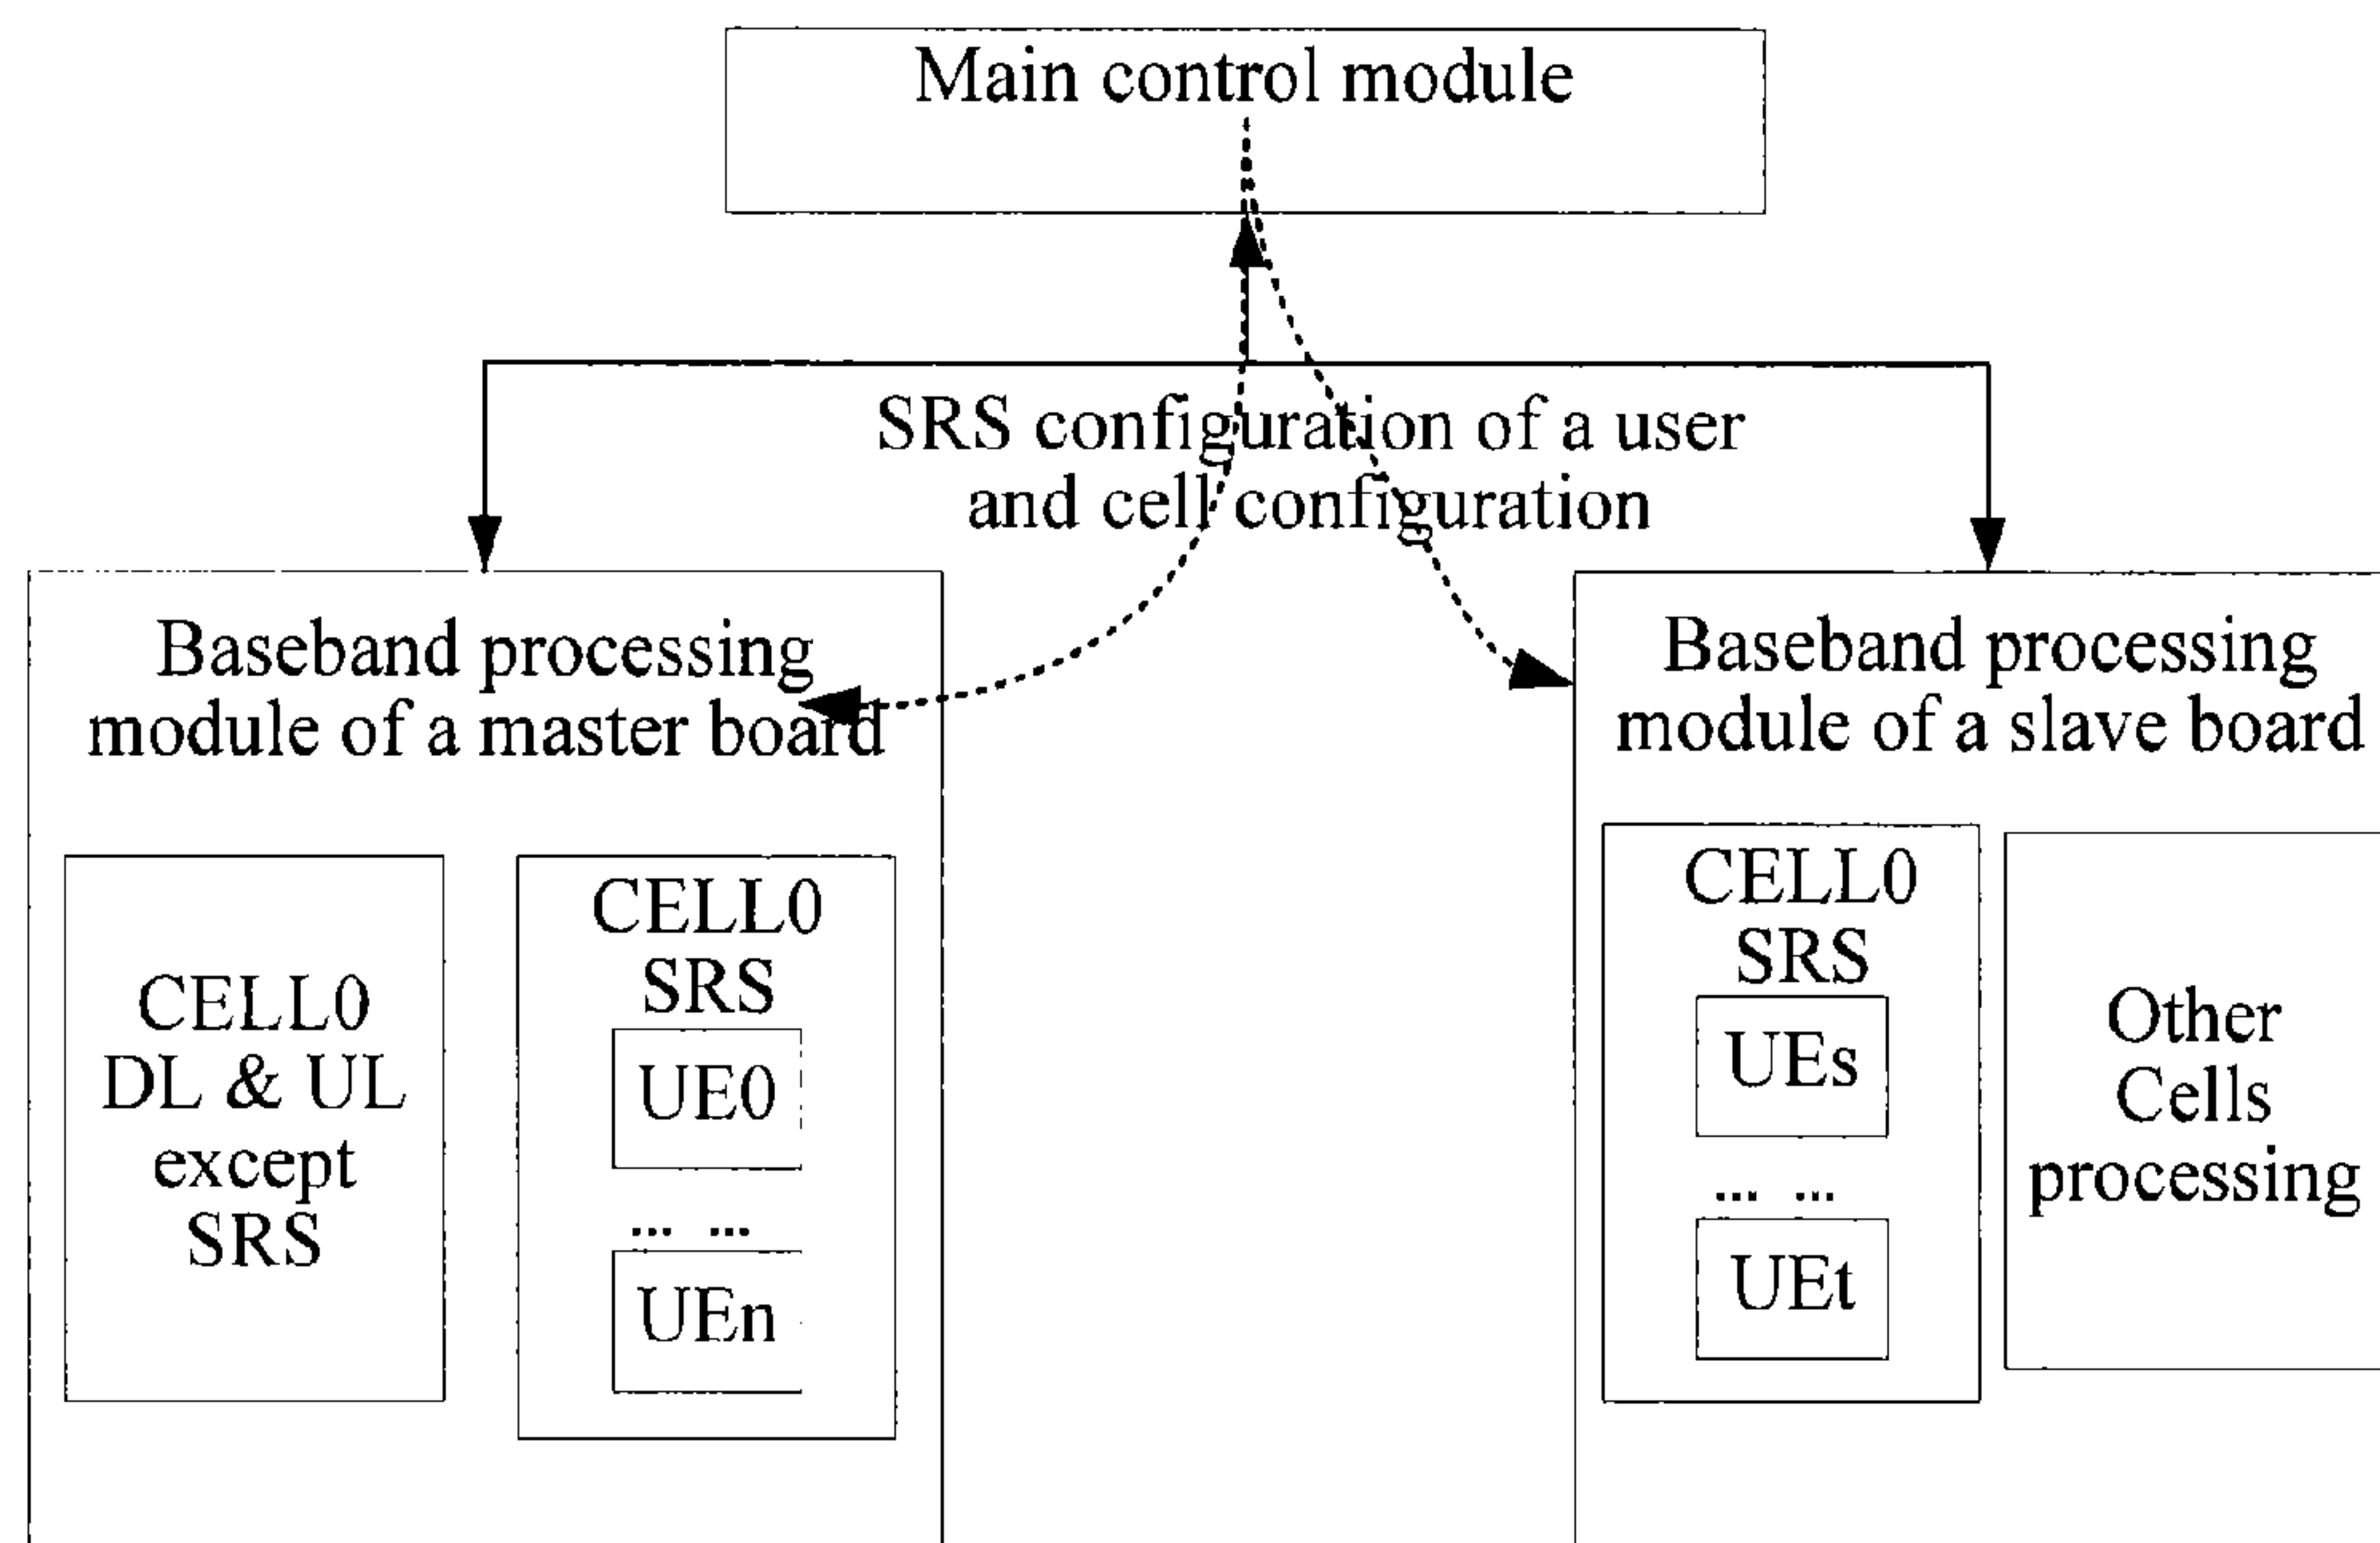 Main control module
SRS configuration of a user
and cell configuration
Baseband processing
module of a master board
CELL0
DL & UL
except
SRS
CELL0
SRS
UE0
... ...
UEn
Baseband processing
module of a slave board
CELL0
SRS
UEs
... ...
UEt
Other
Cells
processing